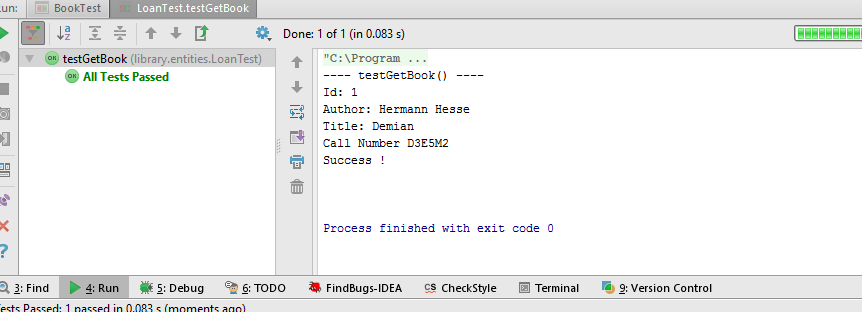 un: BookTest LoanTest.testGetBook
Done: 1 of 1 (in 0.083 s)
testGetBook (library.entities.LoanTest)
OK All Tests Passed
"C:\Program ...
---- testGetBook() ----
Id: 1
Author: Hermann Hesse
Title: Demian
Call Number D3E5M2
Success !
Process finished with exit code 0
3: Find 4: Run 5: Debug 6: TODO FindBugs-IDEA CS CheckStyle Terminal 9: Version Control
ests Passed: 1 passed in 0.083 s (moments ago)